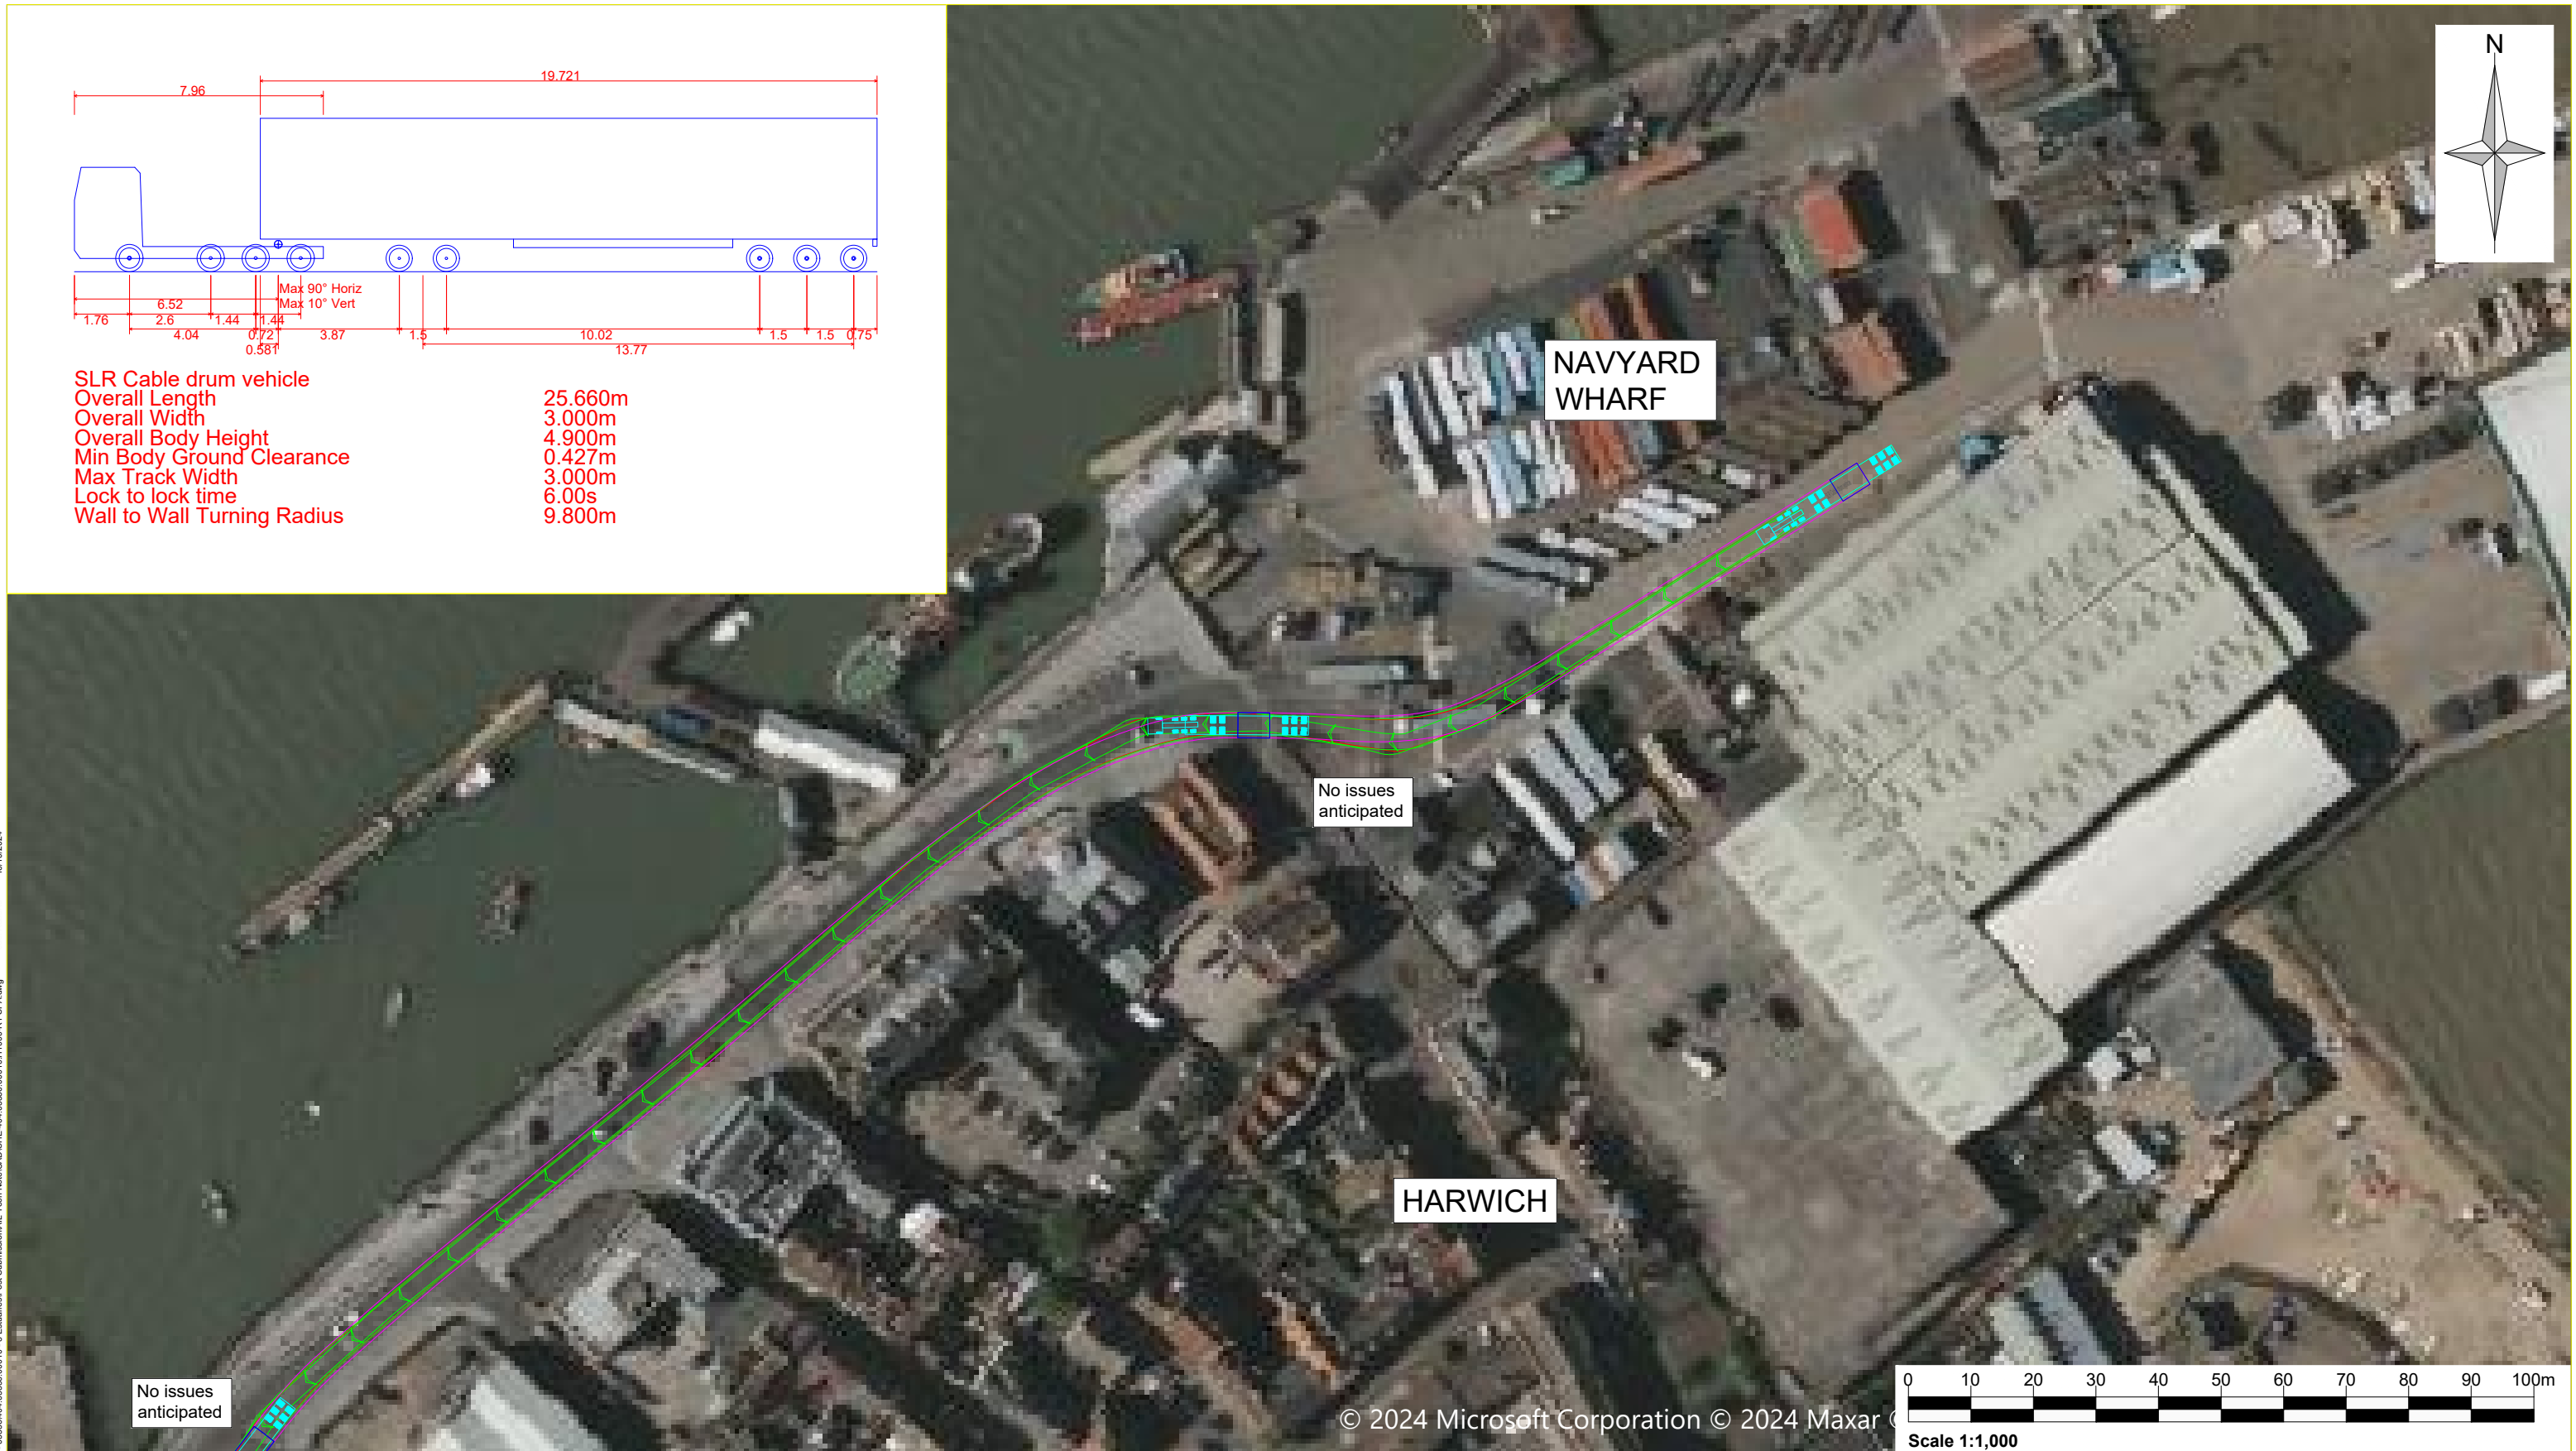 19.721
7.96
Max 90° Horiz
Max 10° Vert
6.52
1.76
2.6
1.44
1.44
4.04
0.72
3.87
1.5
10.02
1.5
1.5
0.75
0.581
13.77
SLR Cable drum vehicle
Overall Length 25.660m
Overall Width 3.000m
Overall Body Height 4.900m
Min Body Ground Clearance 0.427m
Max Track Width 3.000m
Lock to lock time 6.00s
Wall to Wall Turning Radius 9.800m
N
NAVYARD
WHARF
No issues
anticipated
HARWICH
No issues
anticipated
© 2024 Microsoft Corporation © 2024 Maxar ©
0 10 20 30 40 50 60 70 80 90 100m
Scale 1:1,000